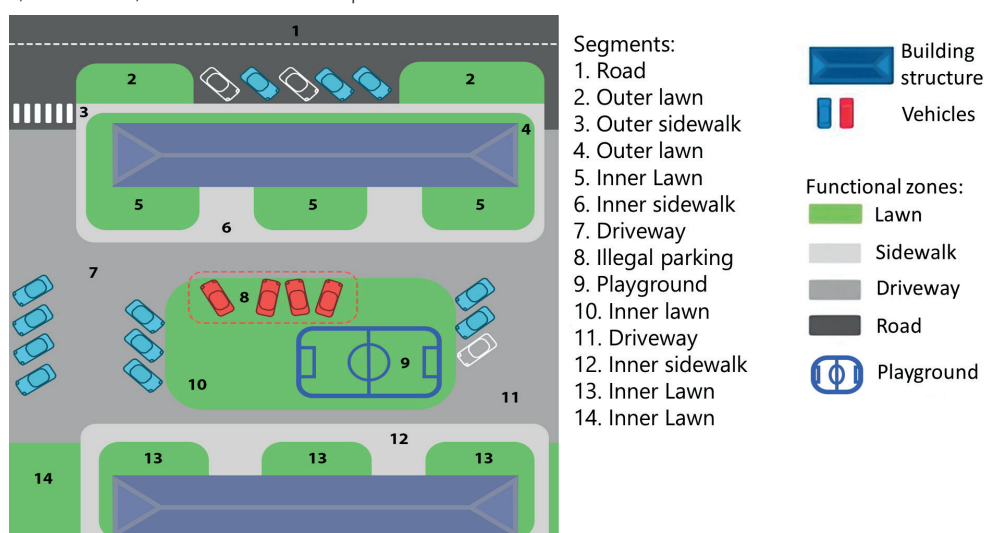 1
2
2
3
4
5
5
5
6
7
8
9
10
11
12
13
13
13
14
Segments:
1. Road
2. Outer lawn
3. Outer sidewalk
4. Outer lawn
5. Inner Lawn
6. Inner sidewalk
7. Driveway
8. Illegal parking
9. Playground
10. Inner lawn
11. Driveway
12. Inner sidewalk
13. Inner Lawn
14. Inner Lawn
Building
structure
Vehicles
Functional zones:
Lawn
Sidewalk
Driveway
Road
Playground